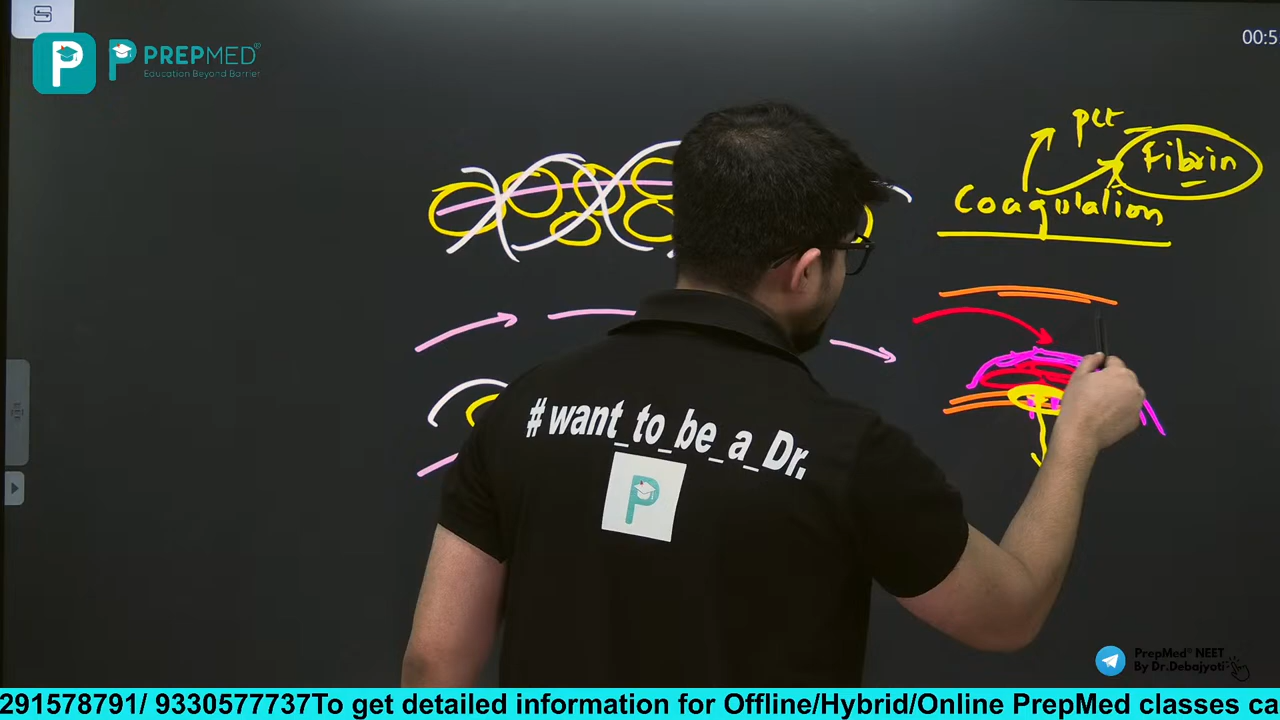 PREPMED®
Education Beyond Barrier
00:5
plt
Fibrin
Coagulation
#want_to_be_a_Dr.
PrepMed® NEET
By Dr.Debajyoti
291578791/ 9330577737To get detailed information for Offline/Hybrid/Online PrepMed classes ca